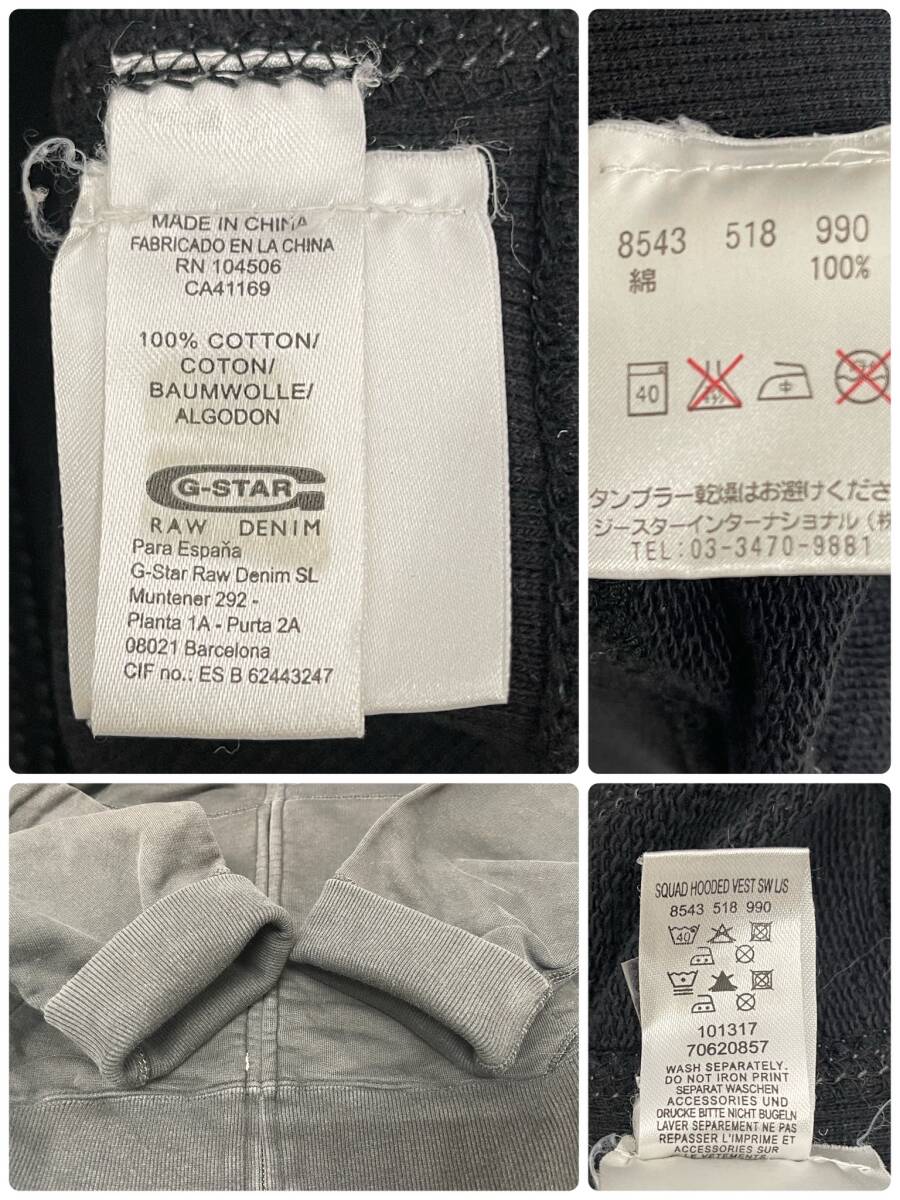 MADE IN CHINA
FABRICADO EN LA CHINA
RN 104506
CA41169
100% COTTON/
COTON/
BAUMWOLLE/
ALGODON
G-STAR
RAW DENIM
Para España
G-Star Raw Denim SL
Muntener 292 -
Planta 1A - Purta 2A
08021 Barcelona
CIF no.: ES B 62443247
8543 518 990
綿 100%
40
中
タンブラー乾燥はお避けくださ
ジースターインターナショナル(株
TEL:03-3470-9881
SQUAD HOODED VEST SW L/S
8543 518 990
40
101317
70620857
WASH SEPARATELY.
DO NOT IRON PRINT
SEPARAT WASCHEN
ACCESSORIES UND
DRUCKE BITTE NICHT BUGELN
LAVER SEPAREMENT NE PAS
REPASSER L'IMPRIME ET
ACCESSORIES SUR
LE VETEMENTS